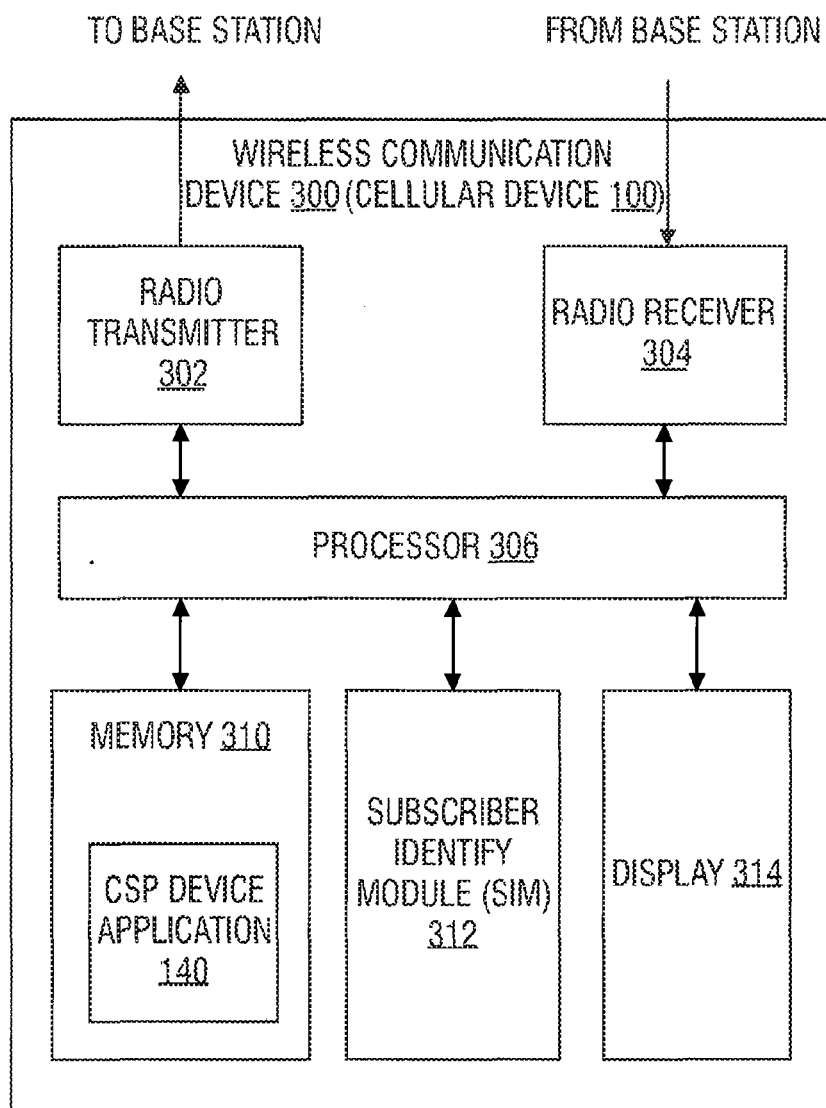 TO BASE STATION
FROM BASE STATION
WIRELESS COMMUNICATION
DEVICE 300 (CELLULAR DEVICE 100)
RADIO
TRANSMITTER
302
RADIO RECEIVER
304
PROCESSOR 306
MEMORY 310
CSP DEVICE
APPLICATION
140
SUBSCRIBER
IDENTIFY
MODULE (SIM)
312
DISPLAY 314